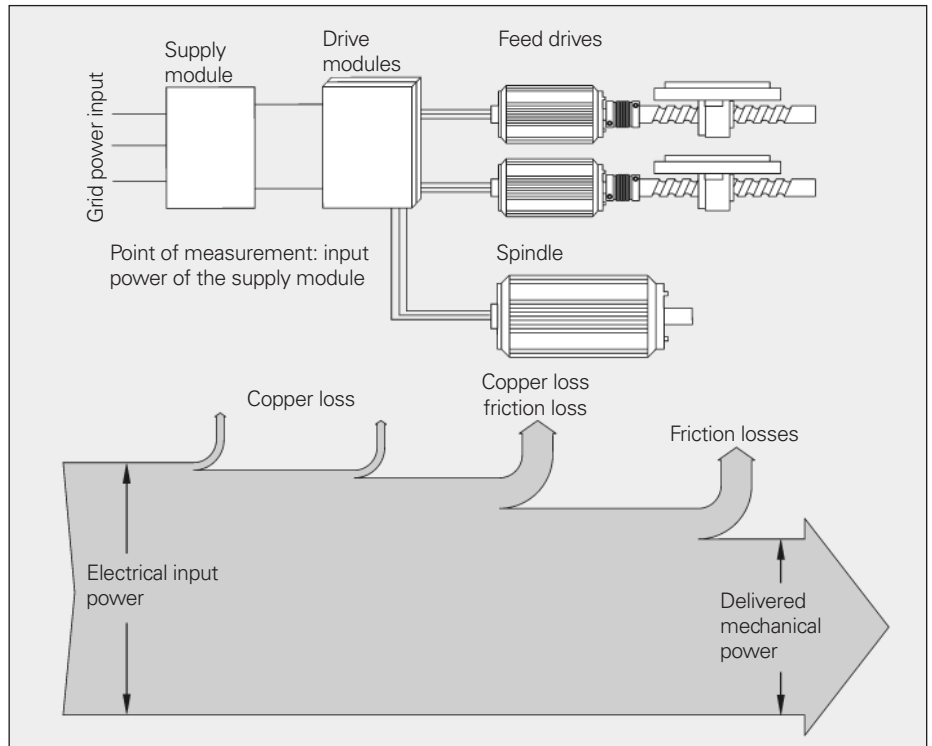 Supply
module
Drive
modules
Feed drives
Grid power input
Point of measurement: input
power of the supply module
Spindle
Copper loss
Copper loss
friction loss
Friction losses
Electrical input
power
Delivered
mechanical
power